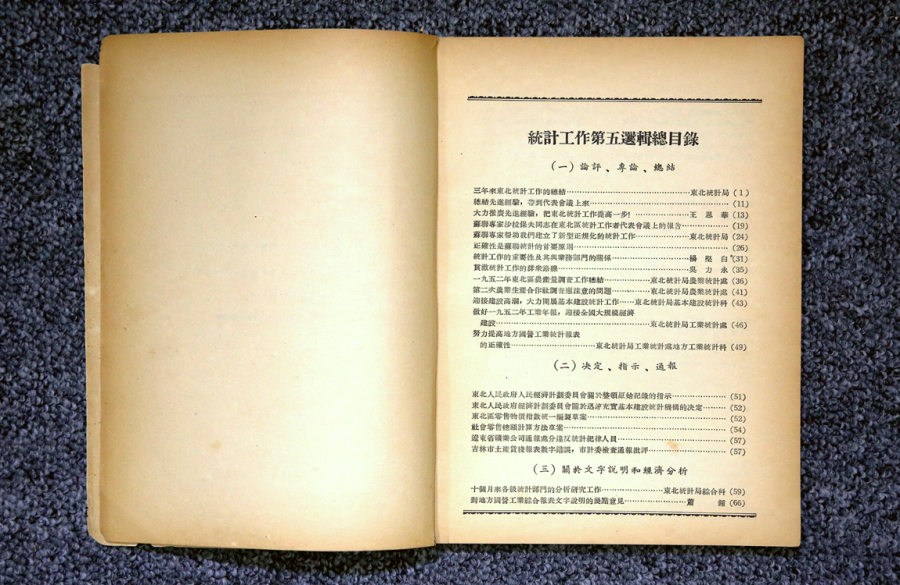 統計工作第五選輯總目錄
(一) 論評、專論、總結
三年來東北統計工作的總結……東北統計局 (1)
總結先進經驗，帶到代表會議上來……(11)
大力推廣先進經驗，把東北統計工作提高一步!……王恩華 (13)
蘇聯專家沙拉保夫同志在東北區統計工作者代表會議上的報告……(19)
蘇聯專家幫助我們建立了新型正規化的統計工作……東北統計局 (24)
正確性是蘇聯統計的首要原則……(26)
統計工作的重要性及其與業務部門的關係……楊堅白 (31)
貫徹統計工作的群衆路線……吳力永 (35)
一九五二年東北區農產量調查工作總結……東北統計局農業統計處 (36)
第二次農業生產合作社調查應注意的問題……東北統計局農業統計處 (41)
迎接建設高潮，大力開展基本建設統計工作……東北統計局基本建設統計科 (43)
做好一九五二年工業年報，迎接全國大規模經濟
建設……東北統計局工業統計處 (46)
努力提高地方國營工業統計報表
的正確性……東北統計局工業統計處地方工業統計科 (49)
(二) 决定、指示、通報
東北人民政府人民經濟計劃委員會關於整頓原始紀錄的指示……(51)
東北人民政府經濟計劃委員會關於迅速充實基本建設統計機構的决定……(52)
東北區零售物價指數統一編製草案……(52)
社會零售總額計算方法草案……(54)
遼東省礦業公司通報處分違反統計紀律人員……(57)
吉林市土產貨棧報表數字錯誤，市計委檢查通報批評……(57)
(三) 關於文字說明和經濟分析
十個月來各級統計部門的分析研究工作……東北統計局綜合科 (59)
對地方國營工業綜合報表文字說明的幾點意見……蕭 (66)